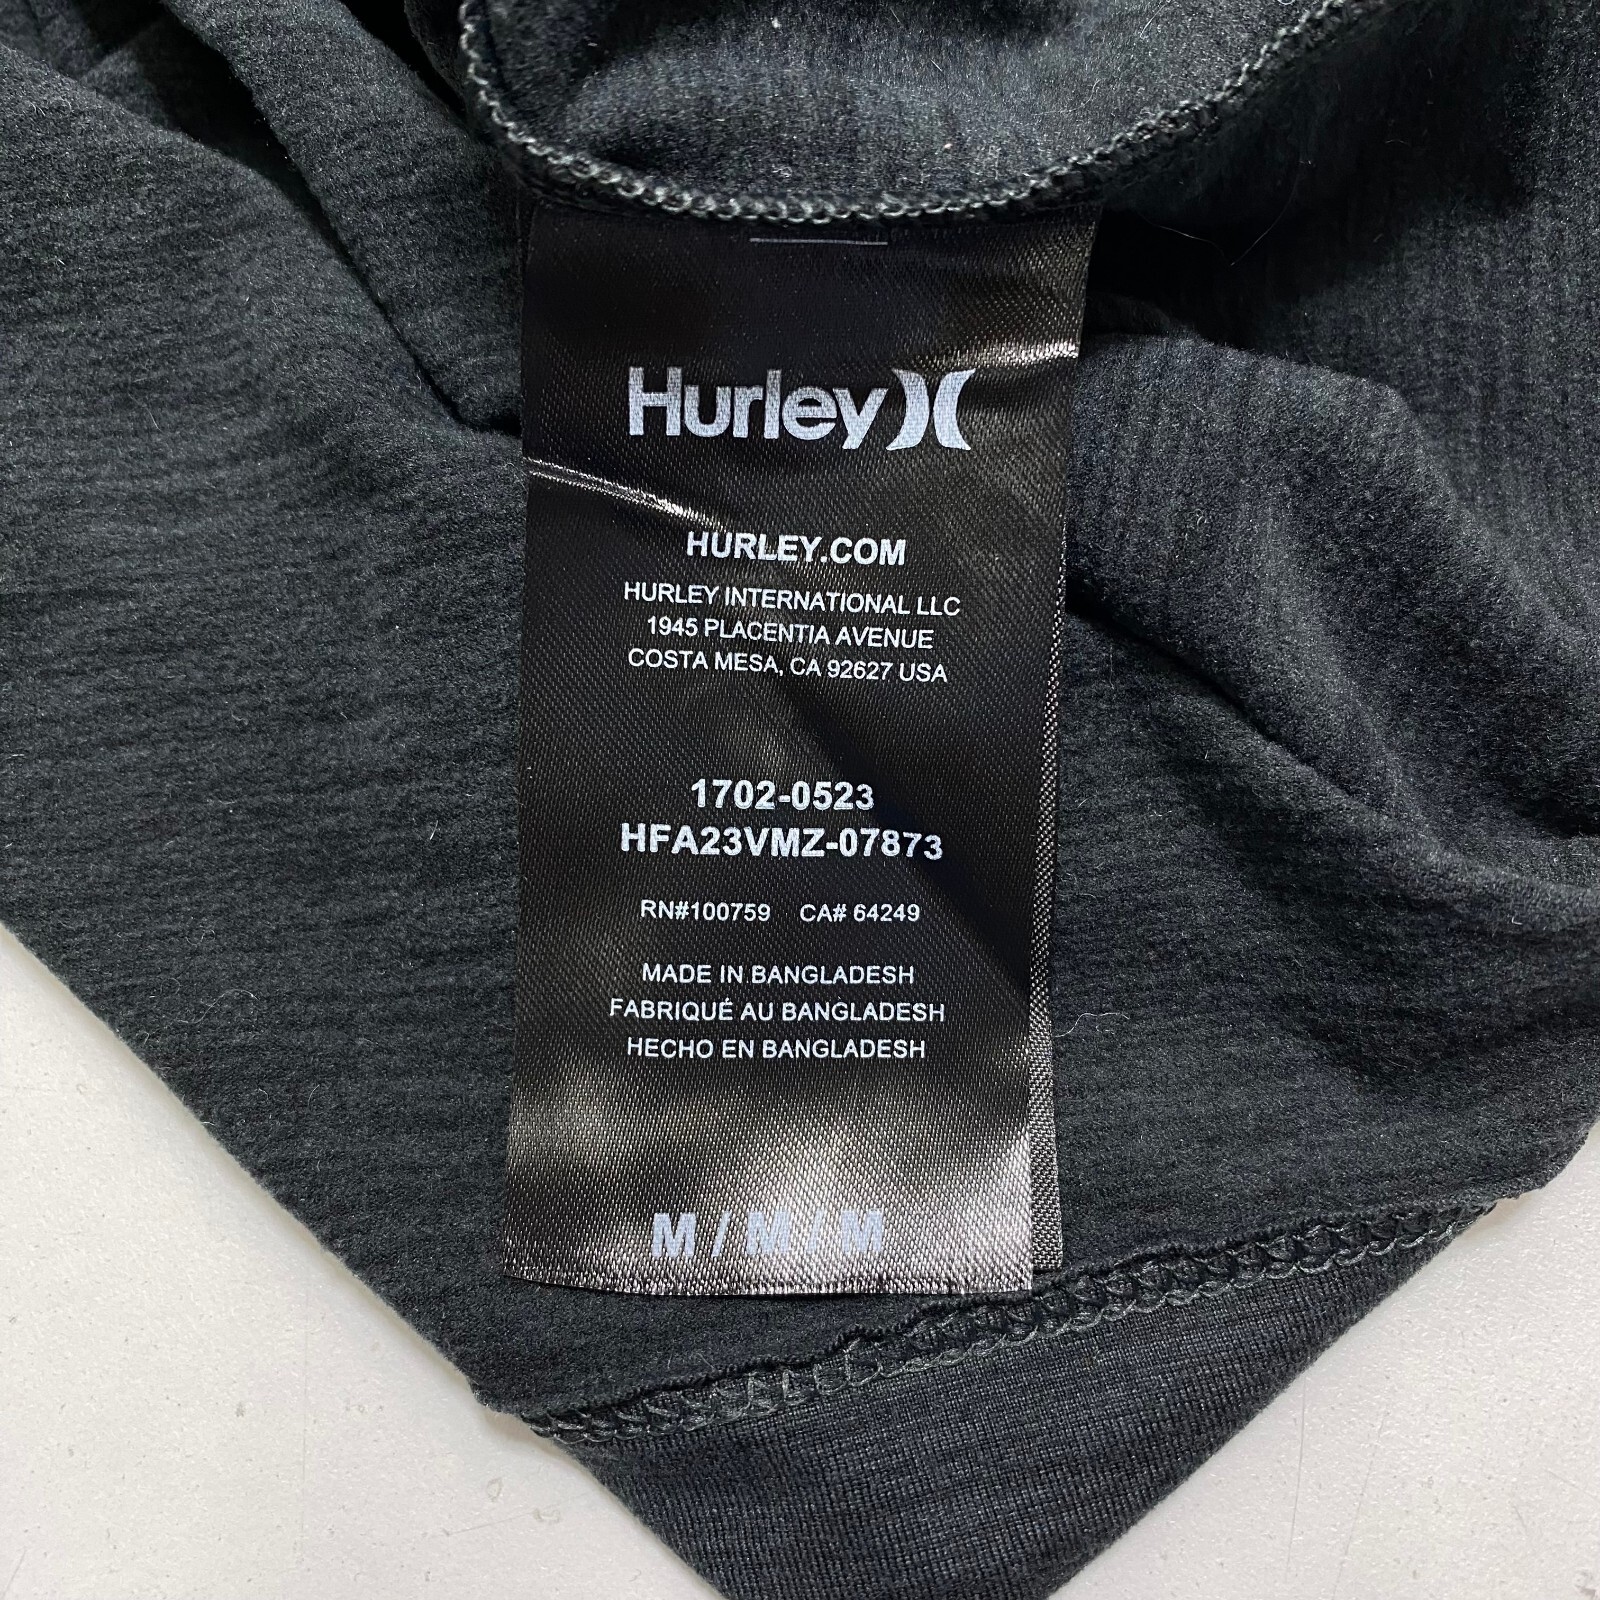 Hurley
HURLEY.COM
HURLEY INTERNATIONAL LLC
1945 PLACENTIA AVENUE
COSTA MESA, CA 92627 USA
1702-0523
HFA23VMZ-07873
RN#100759 CA# 64249
MADE IN BANGLADESH
FABRIQUÉ AU BANGLADESH
HECHO EN BANGLADESH
M / M / M